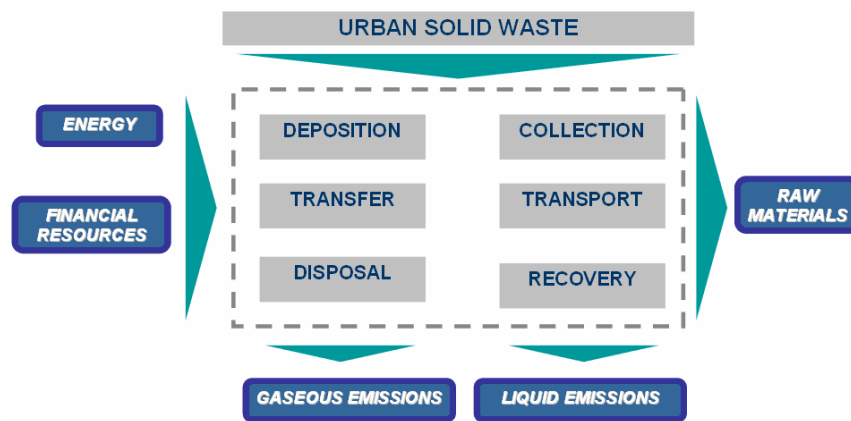 URBAN SOLID WASTE
ENERGY
FINANCIAL
RESOURCES
DEPOSITION
COLLECTION
TRANSFER
TRANSPORT
DISPOSAL
RECOVERY
RAW
MATERIALS
GASEOUS EMISSIONS
LIQUID EMISSIONS